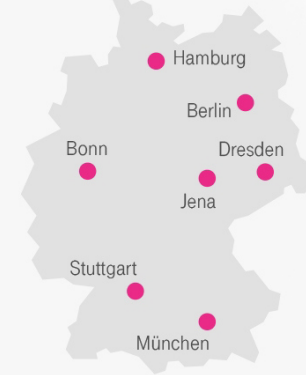 Hamburg
Berlin
Bonn
Dresden
Jena
Stuttgart
München